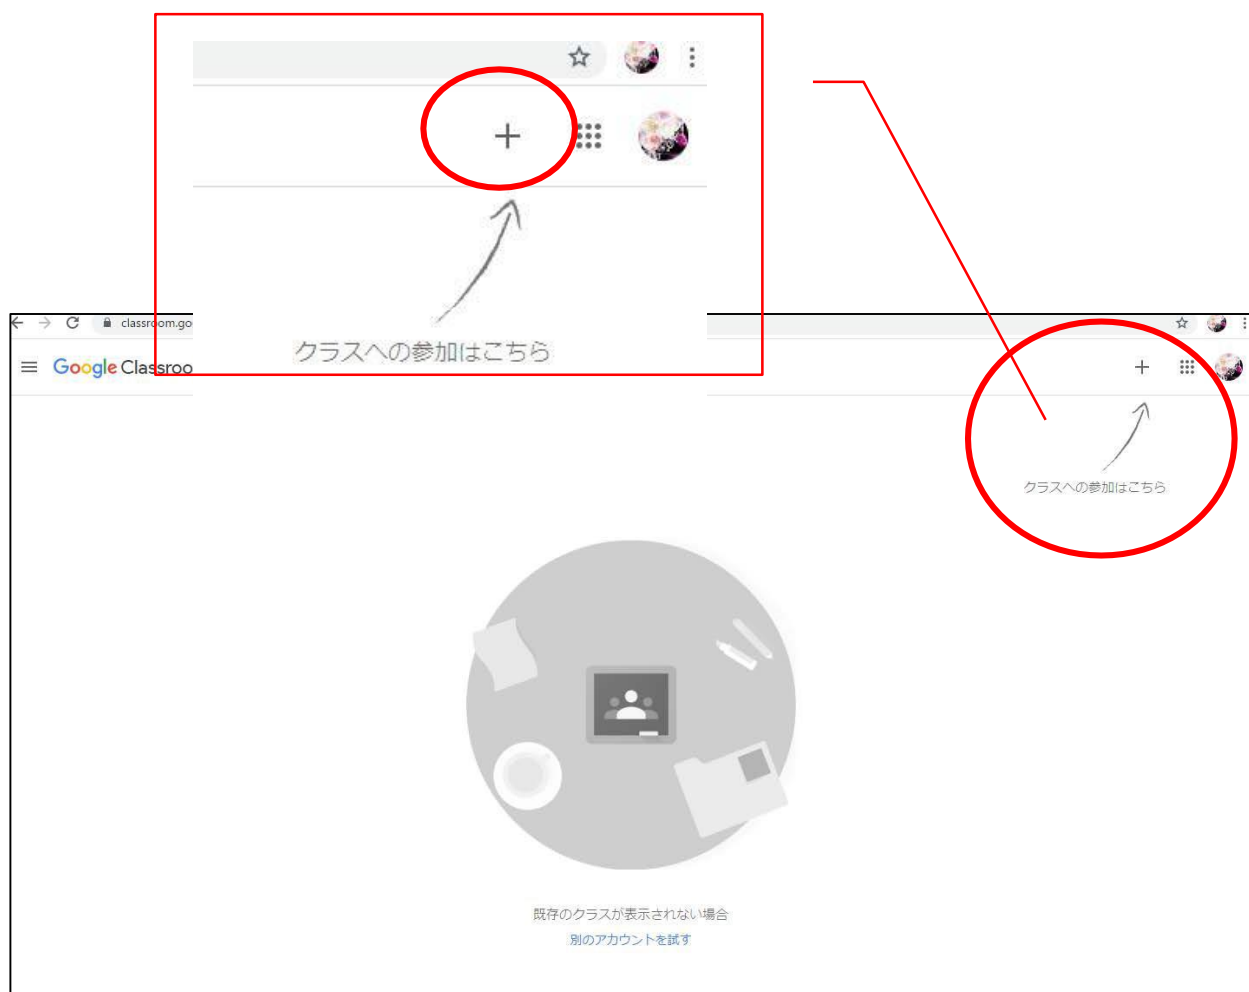 クラスへの参加はこちら
classroom.go
Google Classroo
クラスへの参加はこちら
既存のクラスが表示されない場合
別のアカウントを試す